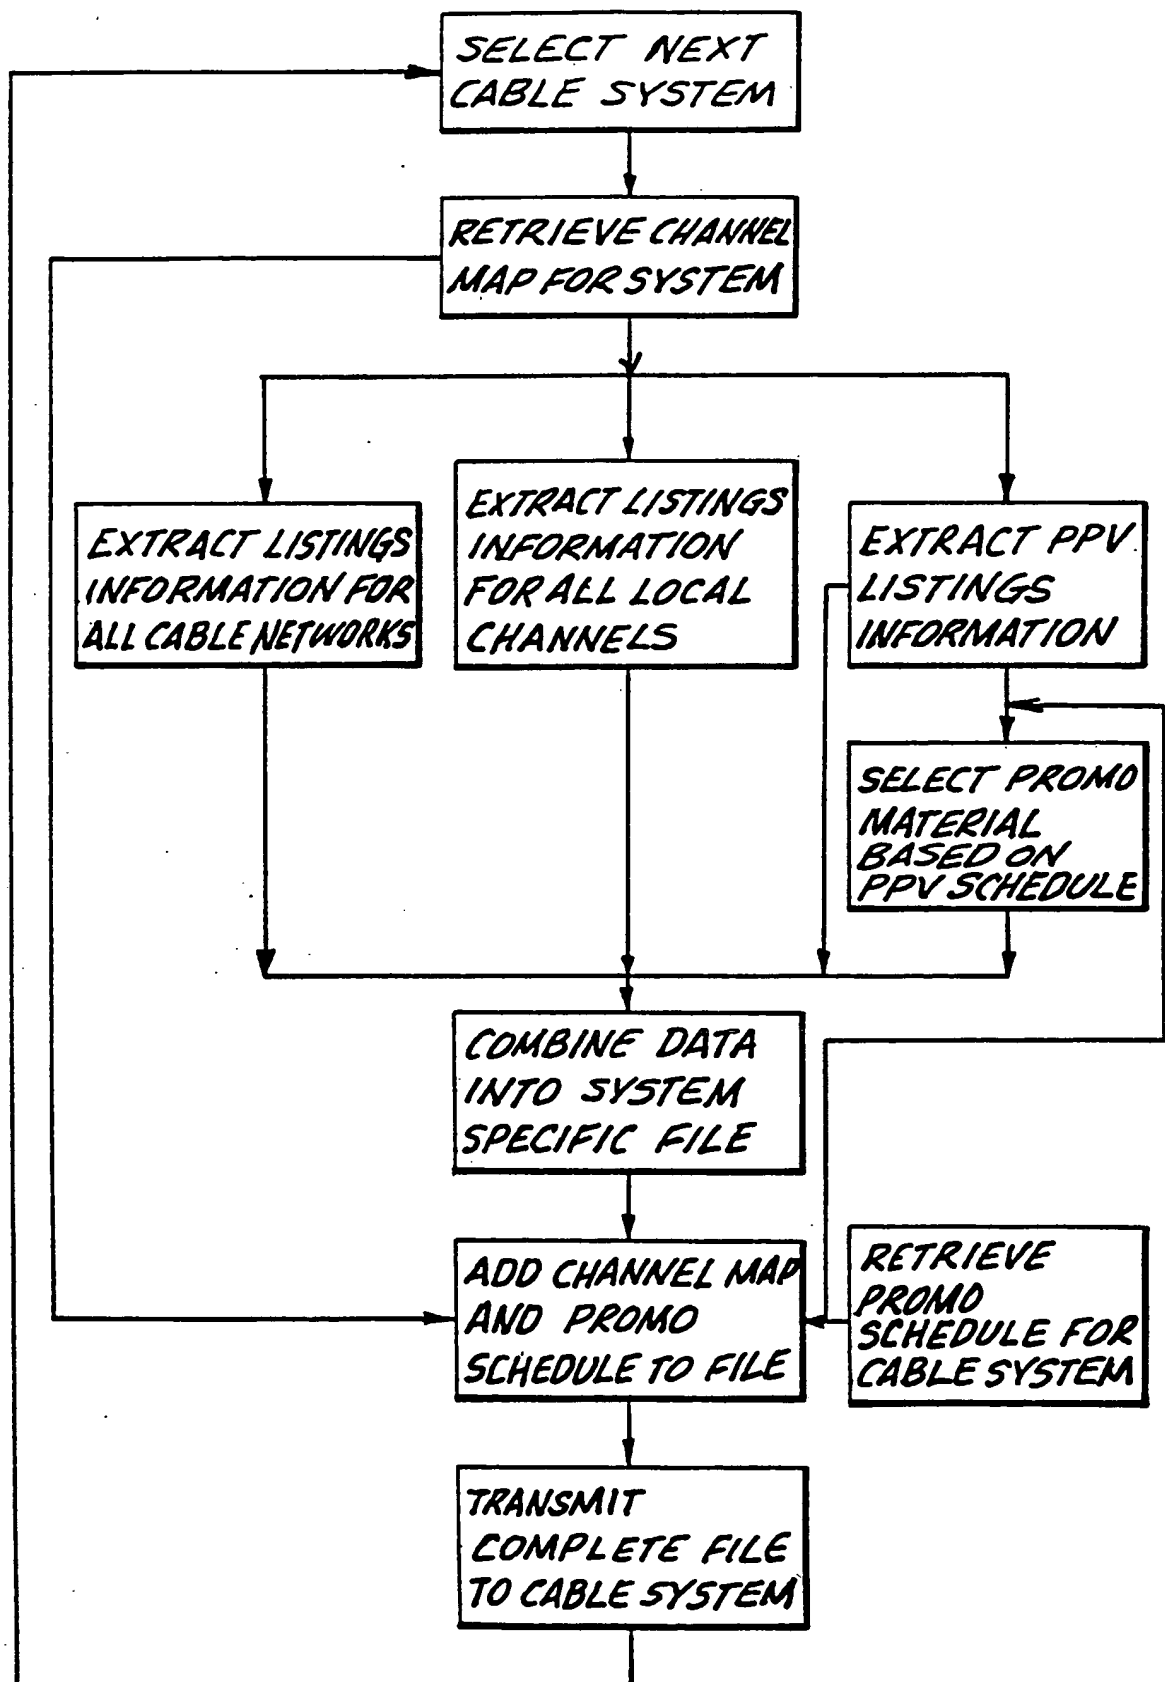 SELECT NEXT
CABLE SYSTEM
RETRIEVE CHANNEL
MAP FOR SYSTEM
EXTRACT LISTINGS
INFORMATION FOR
ALL CABLE NETWORKS
EXTRACT LISTINGS
INFORMATION
FOR ALL LOCAL
CHANNELS
EXTRACT PPV
LISTINGS
INFORMATION
SELECT PROMO
MATERIAL
BASED ON
PPV SCHEDULE
COMBINE DATA
INTO SYSTEM
SPECIFIC FILE
ADD CHANNEL MAP
AND PROMO
SCHEDULE TO FILE
RETRIEVE
PROMO
SCHEDULE FOR
CABLE SYSTEM
TRANSMIT
COMPLETE FILE
TO CABLE SYSTEM